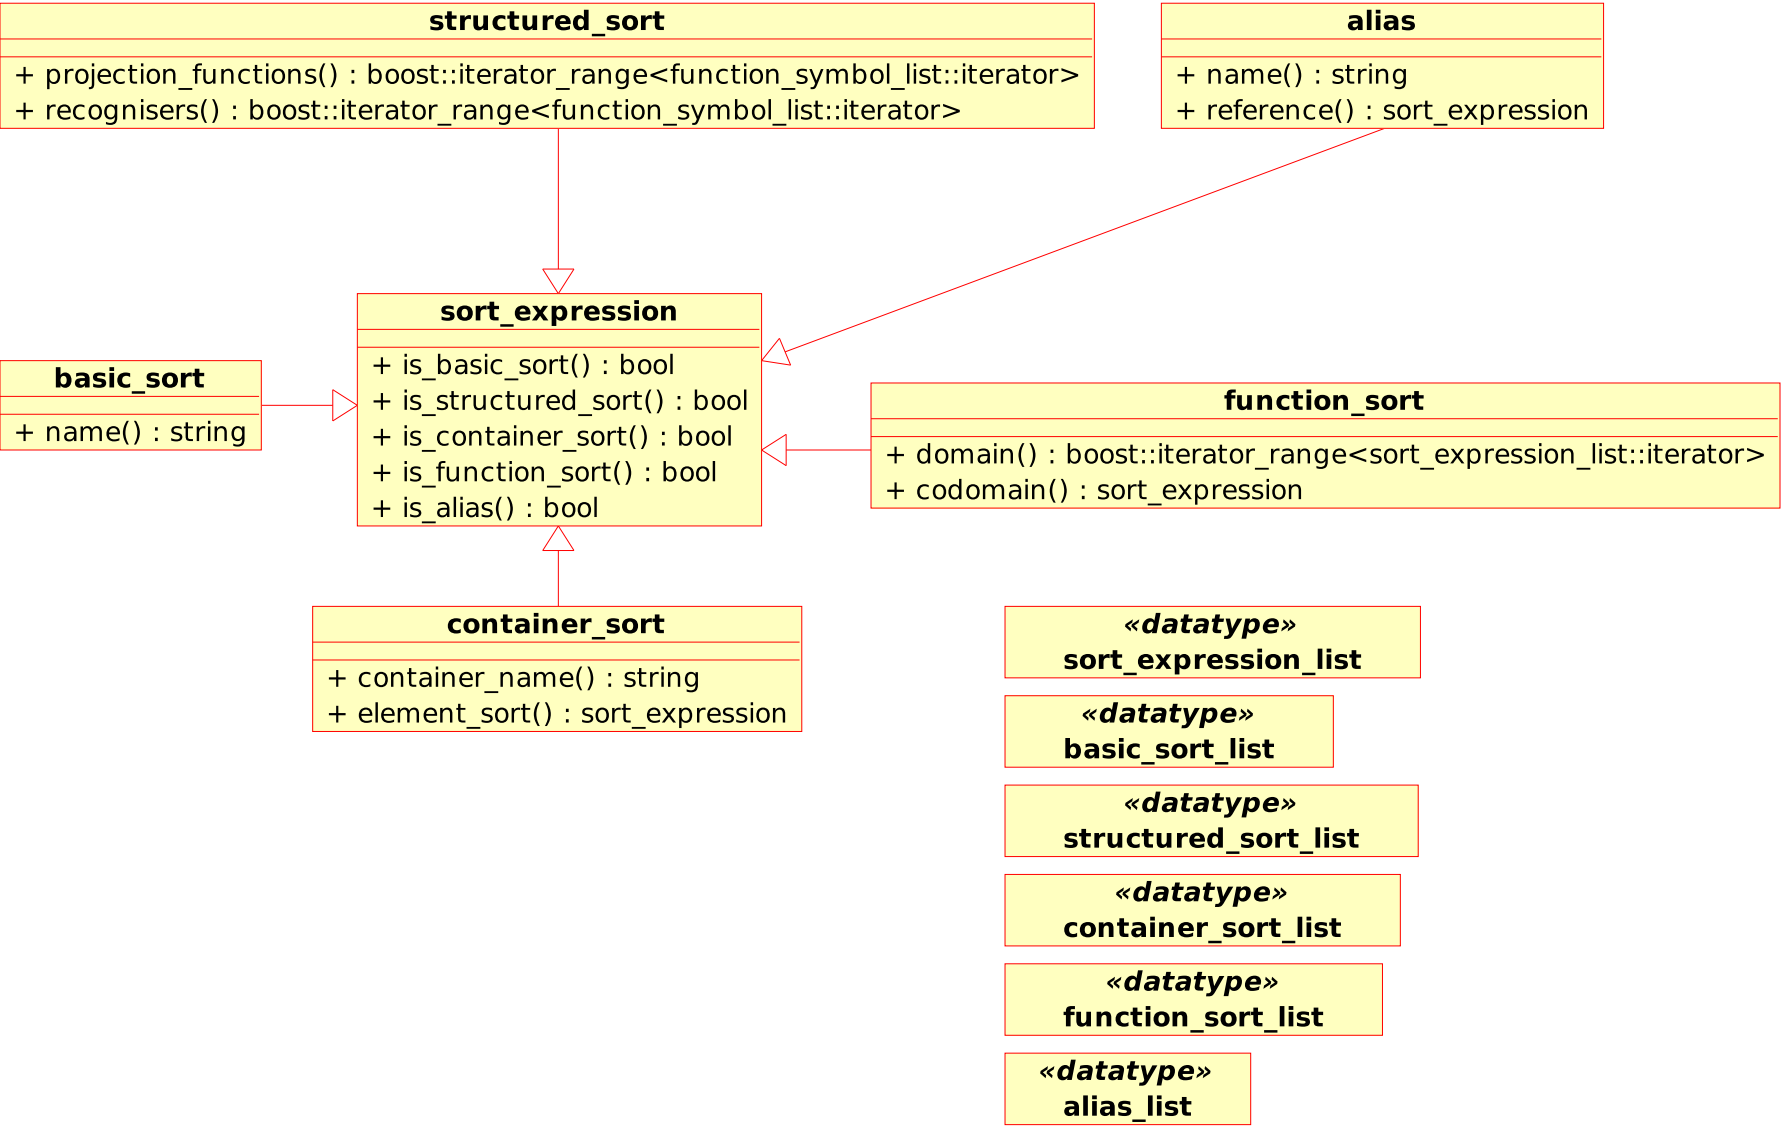 structured_sort
+ projection_functions() : boost::iterator_range<function_symbol_list::iterator>
+ recognisers() : boost::iterator_range<function_symbol_list::iterator>
alias
+ name() : string
+ reference() : sort_expression
sort_expression
+ is_basic_sort() : bool
+ is_structured_sort() : bool
+ is_container_sort() : bool
+ is_function_sort() : bool
+ is_alias() : bool
basic_sort
+ name() : string
function_sort
+ domain() : boost::iterator_range<sort_expression_list::iterator>
+ codomain() : sort_expression
container_sort
+ container_name() : string
+ element_sort() : sort_expression
«datatype»
sort_expression_list
«datatype»
basic_sort_list
«datatype»
structured_sort_list
«datatype»
container_sort_list
«datatype»
function_sort_list
«datatype»
alias_list